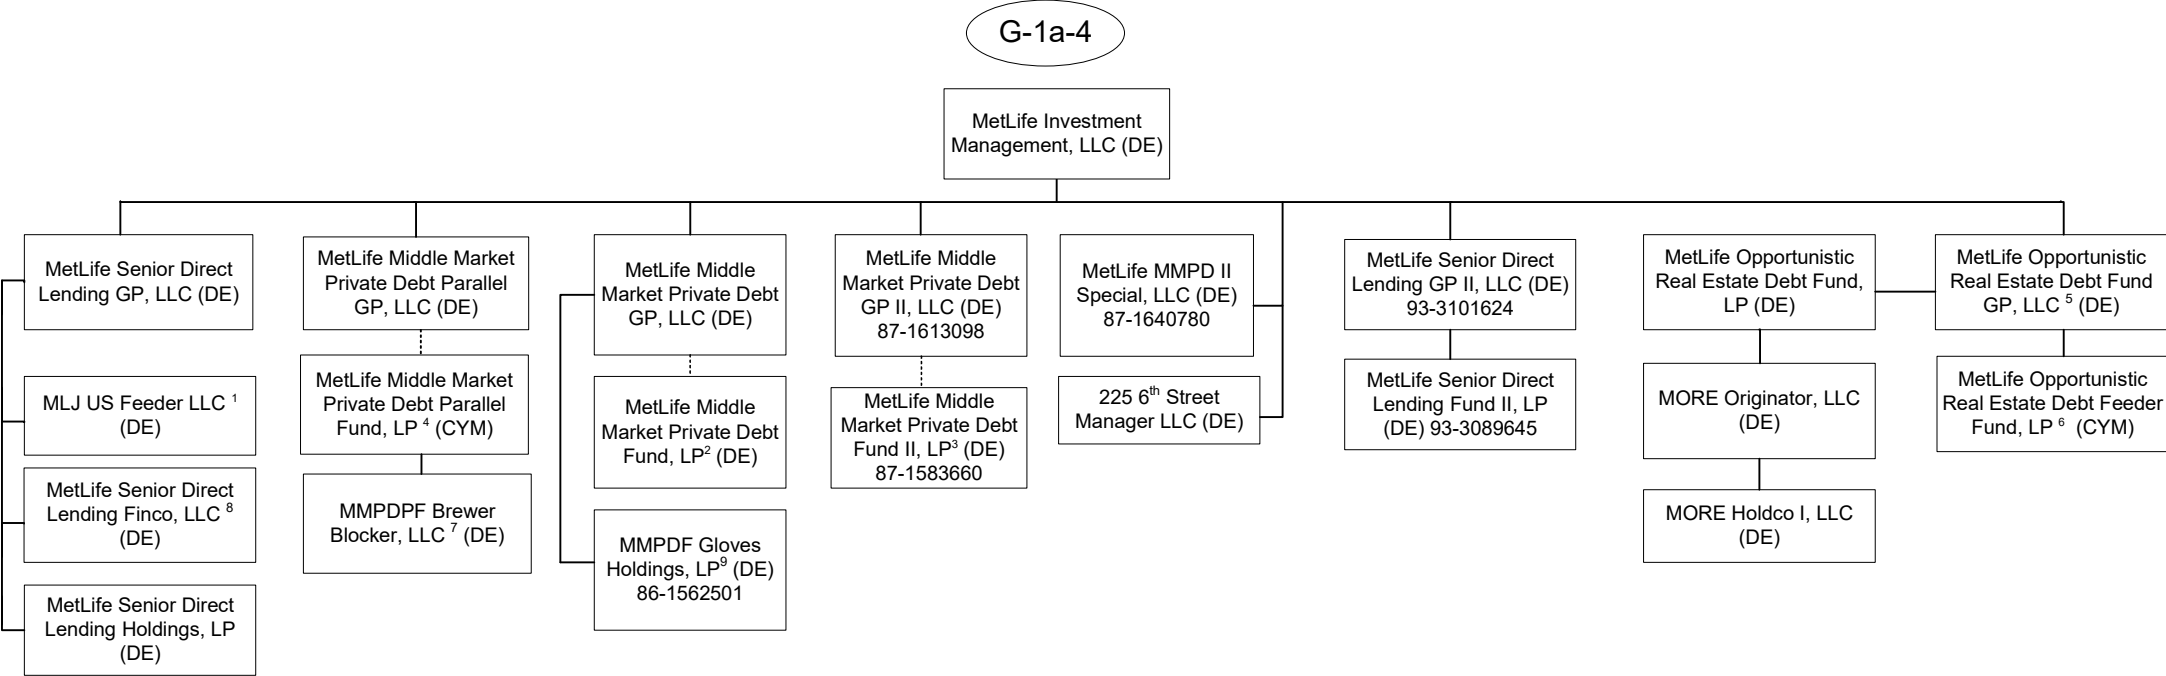 G-1a-4
MetLife Investment
Management, LLC (DE)
MetLife Senior Direct
Lending GP, LLC (DE)
MLJ US Feeder LLC 1
(DE)
MetLife Senior Direct
Lending Finco, LLC 8
(DE)
MetLife Senior Direct
Lending Holdings, LP
(DE)
MetLife Middle Market
Private Debt Parallel
GP, LLC (DE)
MetLife Middle Market
Private Debt Parallel
Fund, LP 4 (CYM)
MMPDPF Brewer
Blocker, LLC 7 (DE)
MetLife Middle
Market Private Debt
GP, LLC (DE)
MetLife Middle
Market Private Debt
Fund, LP2 (DE)
MMPDF Gloves
Holdings, LP9 (DE)
86-1562501
MetLife Middle
Market Private Debt
GP II, LLC (DE)
87-1613098
MetLife Middle
Market Private Debt
Fund II, LP3 (DE)
87-1583660
MetLife MMPD II
Special, LLC (DE)
87-1640780
225 6th Street
Manager LLC (DE)
MetLife Senior Direct
Lending GP II, LLC (DE)
93-3101624
MetLife Senior Direct
Lending Fund II, LP
(DE) 93-3089645
MetLife Opportunistic
Real Estate Debt Fund,
LP (DE)
MORE Originator, LLC
(DE)
MORE Holdco I, LLC
(DE)
MetLife Opportunistic
Real Estate Debt Fund
GP, LLC 5 (DE)
MetLife Opportunistic
Real Estate Debt Feeder
Fund, LP 6 (CYM)